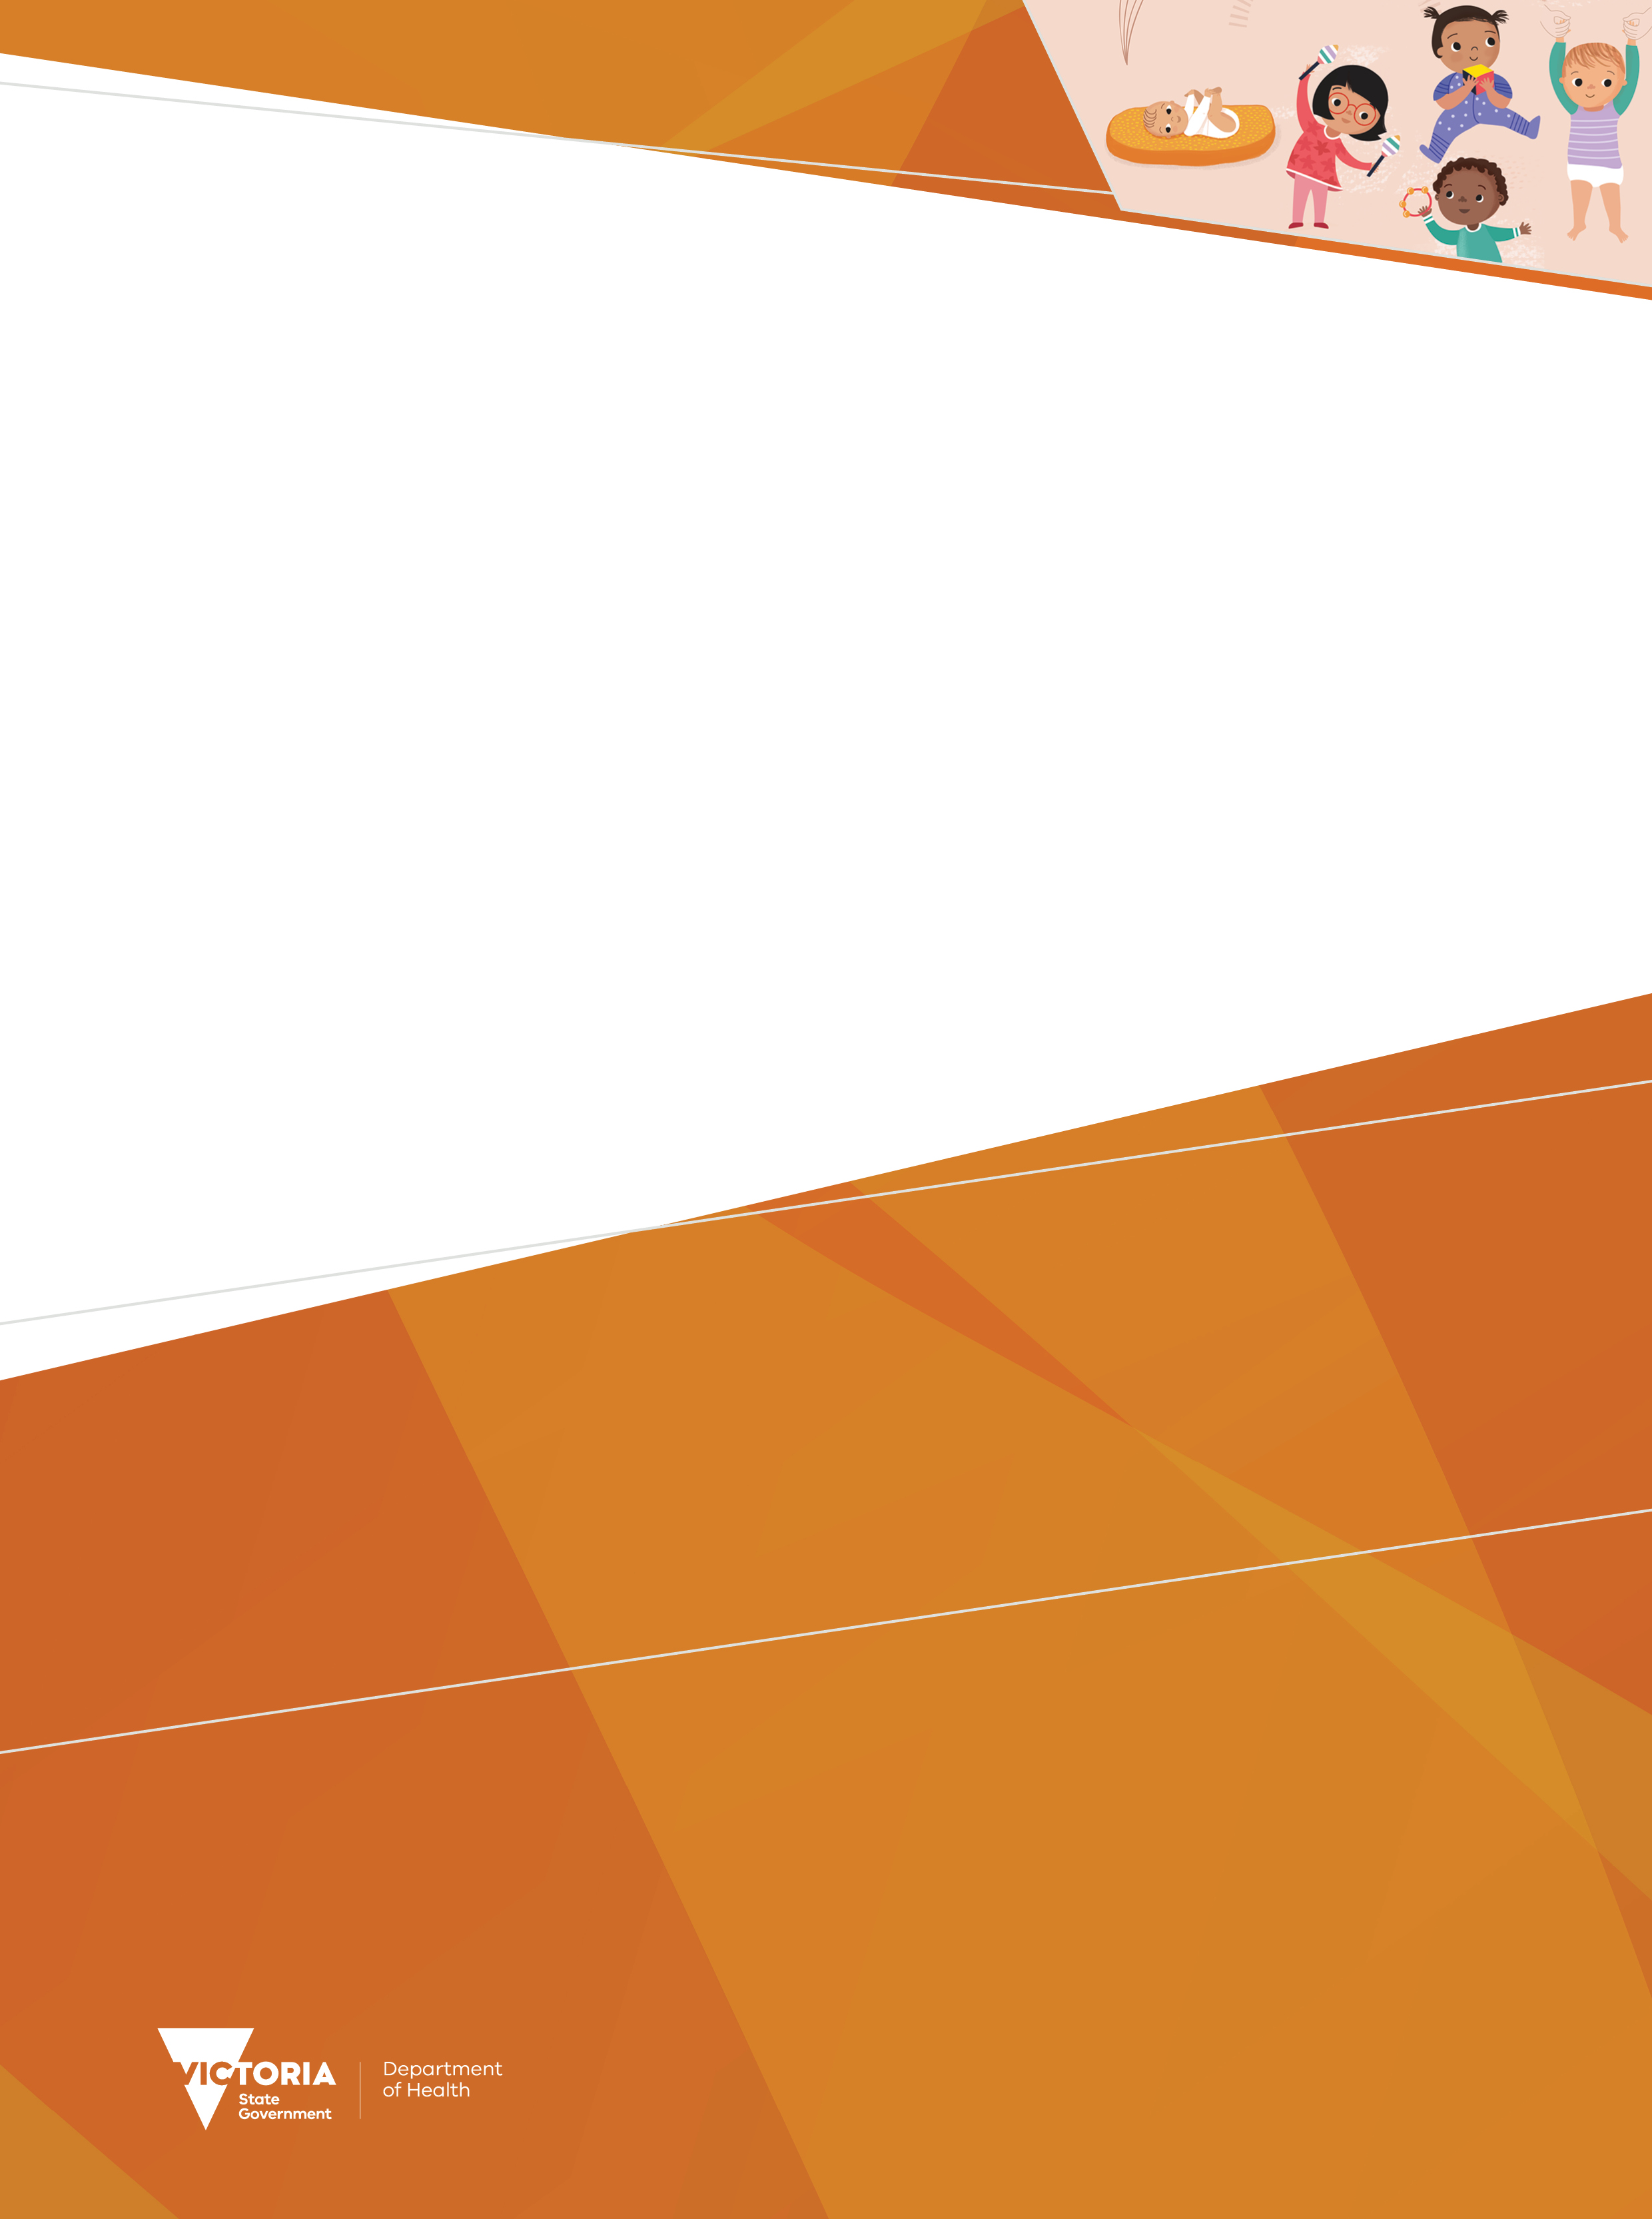 VICTORIA
State
Government
Department
of Health